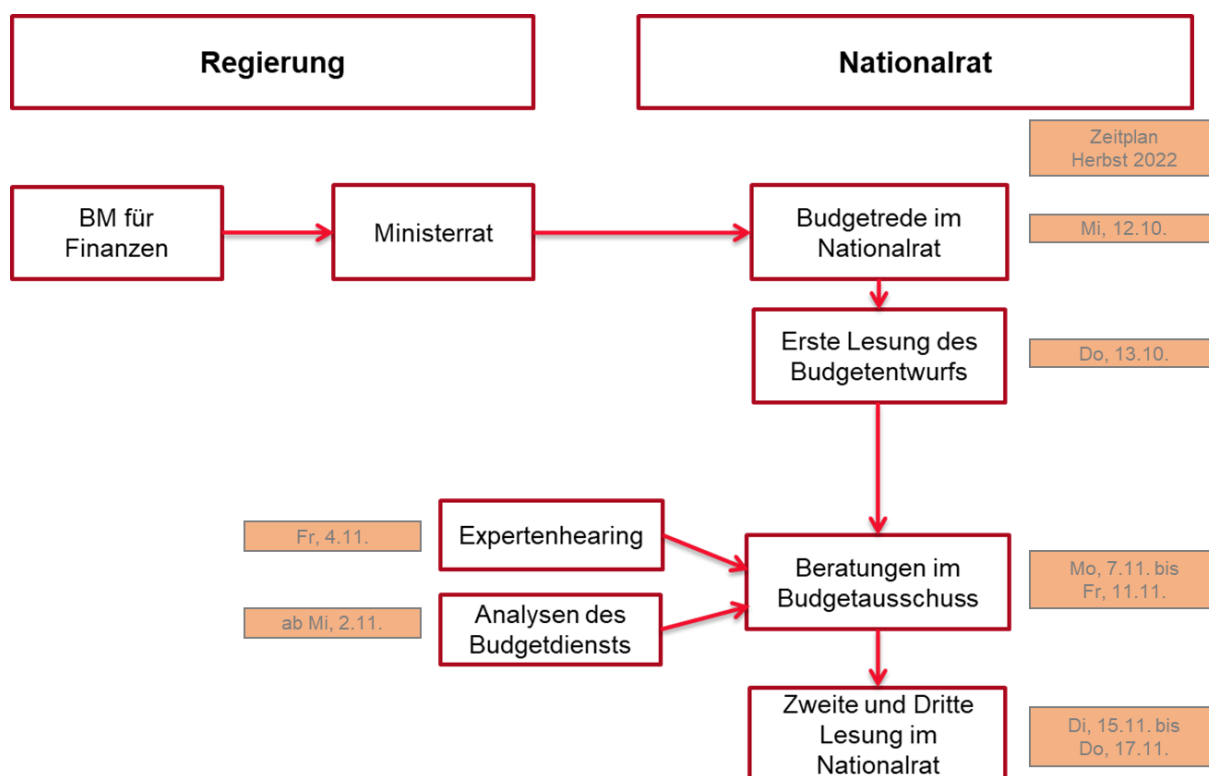 Regierung
Nationalrat
Zeitplan
Herbst 2022
BM für
Finanzen
Ministerrat
Budgetrede im
Nationalrat
Mi, 12.10.
Erste Lesung des
Budgetentwurfs
Do, 13.10.
Fr, 4.11.
Expertenhearing
Beratungen im
Budgetausschuss
Mo, 7.11. bis
Fr, 11.11.
ab Mi, 2.11.
Analysen des
Budgetdiensts
Zweite und Dritte
Lesung im
Nationalrat
Di, 15.11. bis
Do, 17.11.